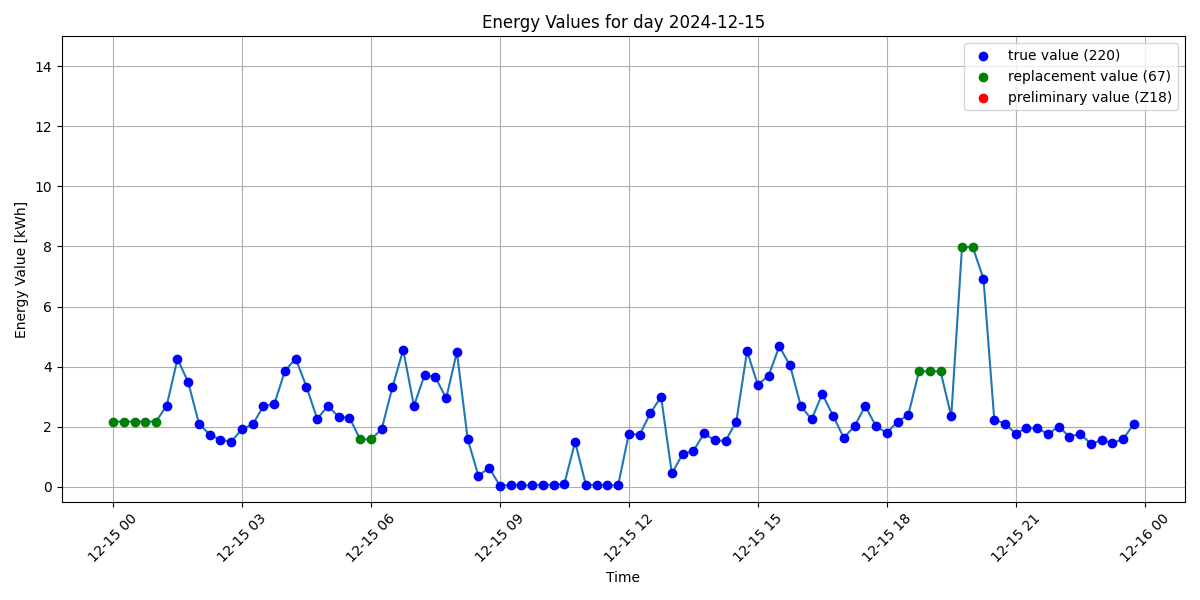 Energy Values for day 2024-12-15
true value (220)
replacement value (67)
preliminary value (Z18)
Energy Value [kWh]
14
12
10
8
6
4
2
0
12-15 00
12-15 03
12-15 06
12-15 09
12-15 12
12-15 15
12-15 18
12-15 21
12-16 00
Time